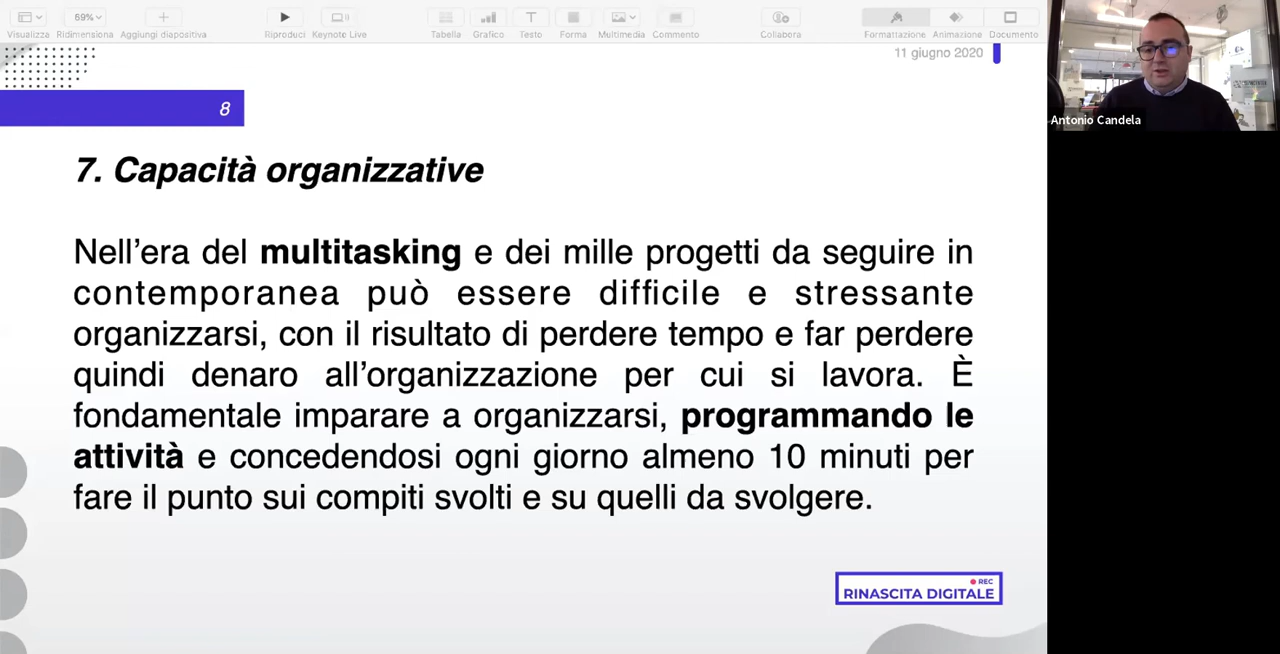 69%
Visualizza Ridimensiona Aggiungi diapositiva Riproduci Keynote Live Tabella Grafico Testo Forma Multimedia Commento Collabora Formattazione Animazione Documento
11 giugno 2020
8
7. Capacità organizzative
Nell’era del multitasking e dei mille progetti da seguire in
contemporanea può essere difficile e stressante
organizzarsi, con il risultato di perdere tempo e far perdere
quindi denaro all’organizzazione per cui si lavora. È
fondamentale imparare a organizzarsi, programmando le
attività e concedendosi ogni giorno almeno 10 minuti per
fare il punto sui compiti svolti e su quelli da svolgere.
REC
RINASCITA DIGITALE
Antonio Candela